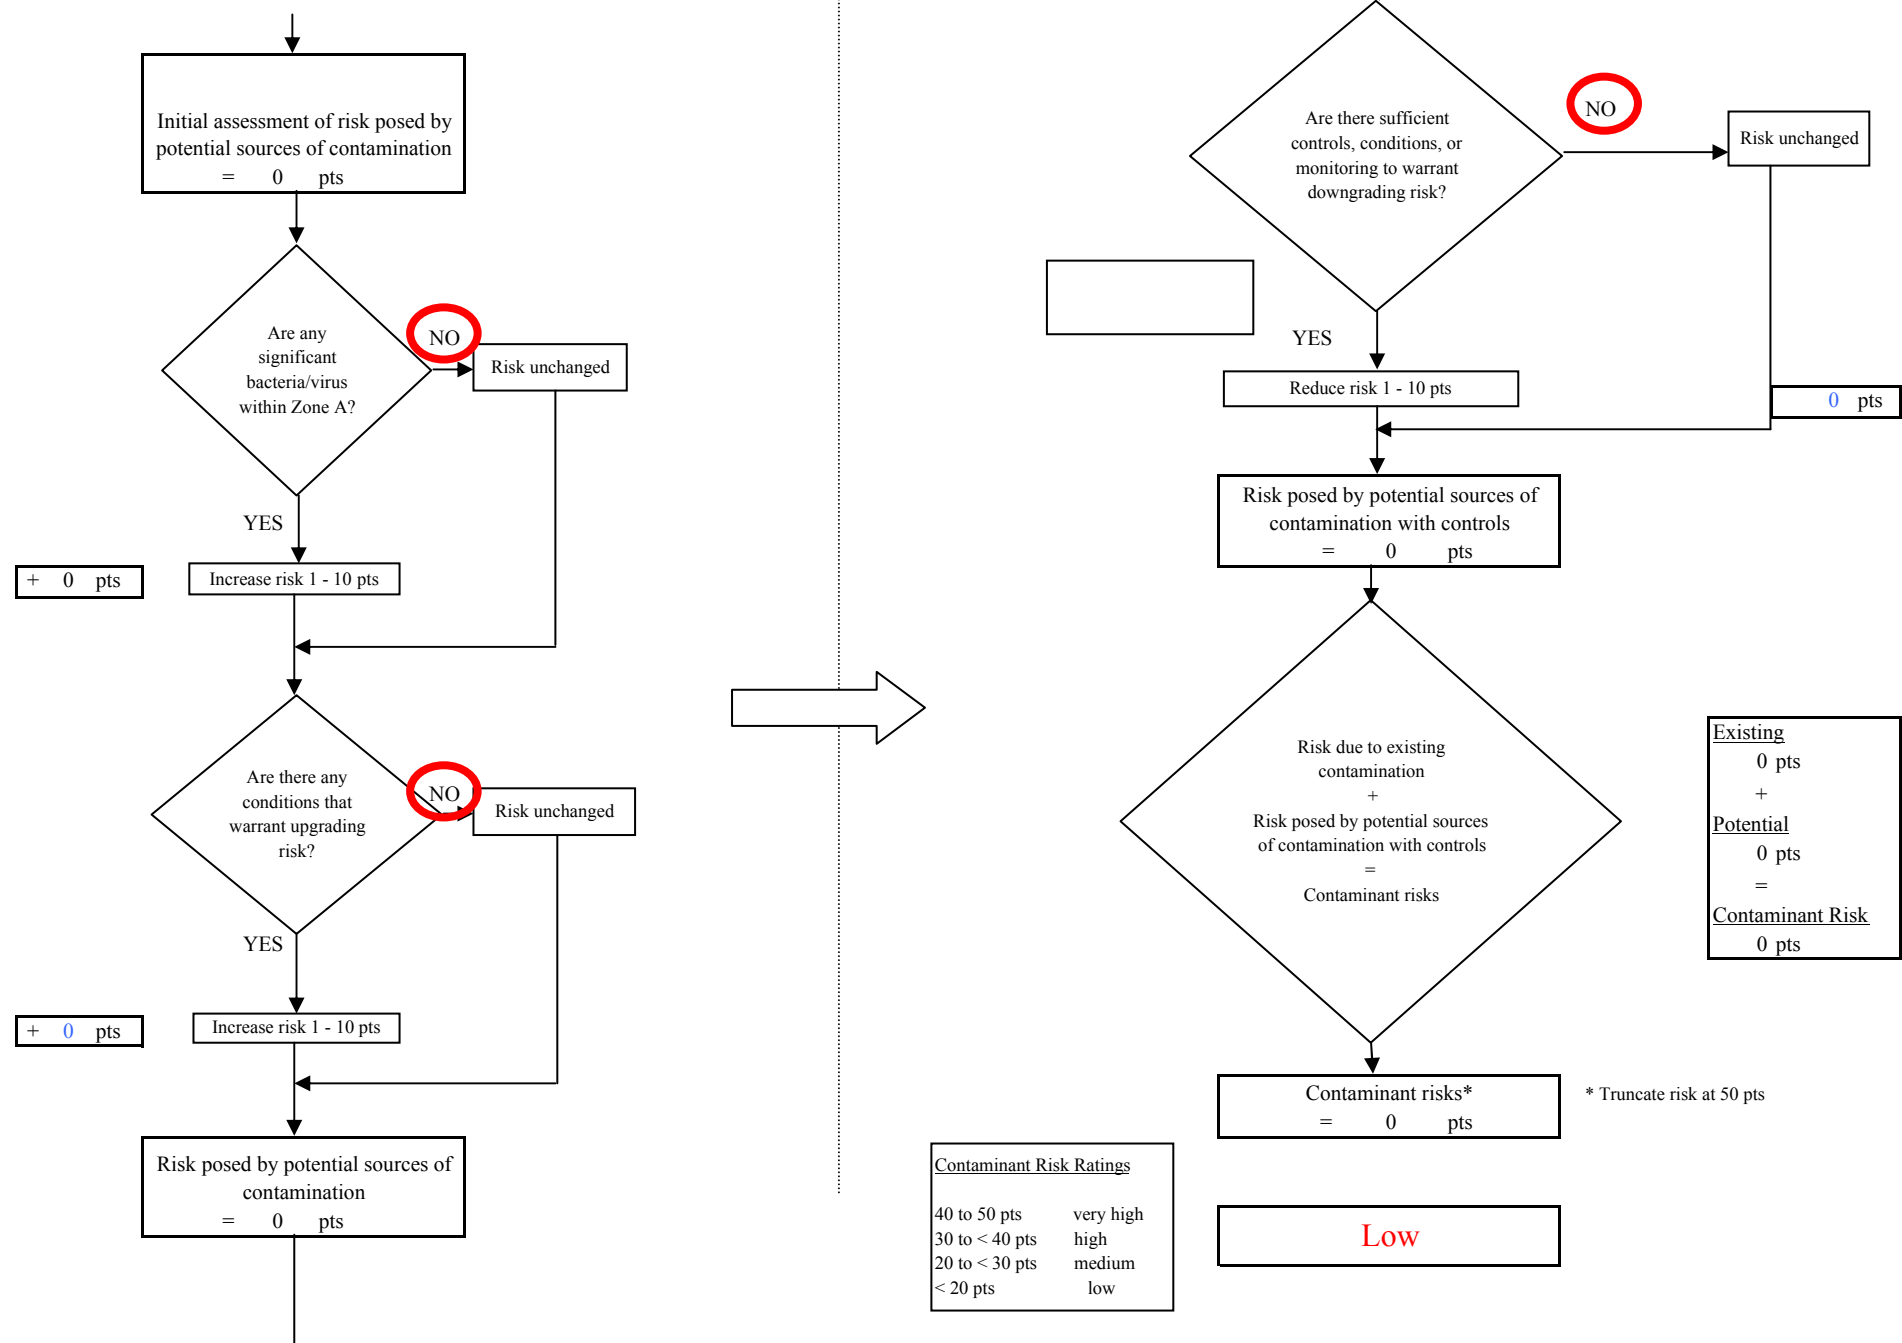 Initial assessment of risk posed by
potential sources of contamination
= 0 pts
Are any
significant
bacteria/virus
within Zone A?
NO
Risk unchanged
YES
+ 0 pts
Increase risk 1 - 10 pts
Are there any
conditions that
warrant upgrading
risk?
NO
Risk unchanged
YES
+ 0 pts
Increase risk 1 - 10 pts
Risk posed by potential sources of
contamination
= 0 pts
Are there sufficient
controls, conditions, or
monitoring to warrant
downgrading risk?
NO
Risk unchanged
YES
Reduce risk 1 - 10 pts
0 pts
Risk posed by potential sources of
contamination with controls
= 0 pts
Risk due to existing
contamination
+
Risk posed by potential sources
of contamination with controls
=
Contaminant risks
Existing
0 pts
+
Potential
0 pts
=
Contaminant Risk
0 pts
Contaminant risks*
= 0 pts
* Truncate risk at 50 pts
Contaminant Risk Ratings
40 to 50 pts very high
30 to < 40 pts high
20 to < 30 pts medium
< 20 pts low
Low